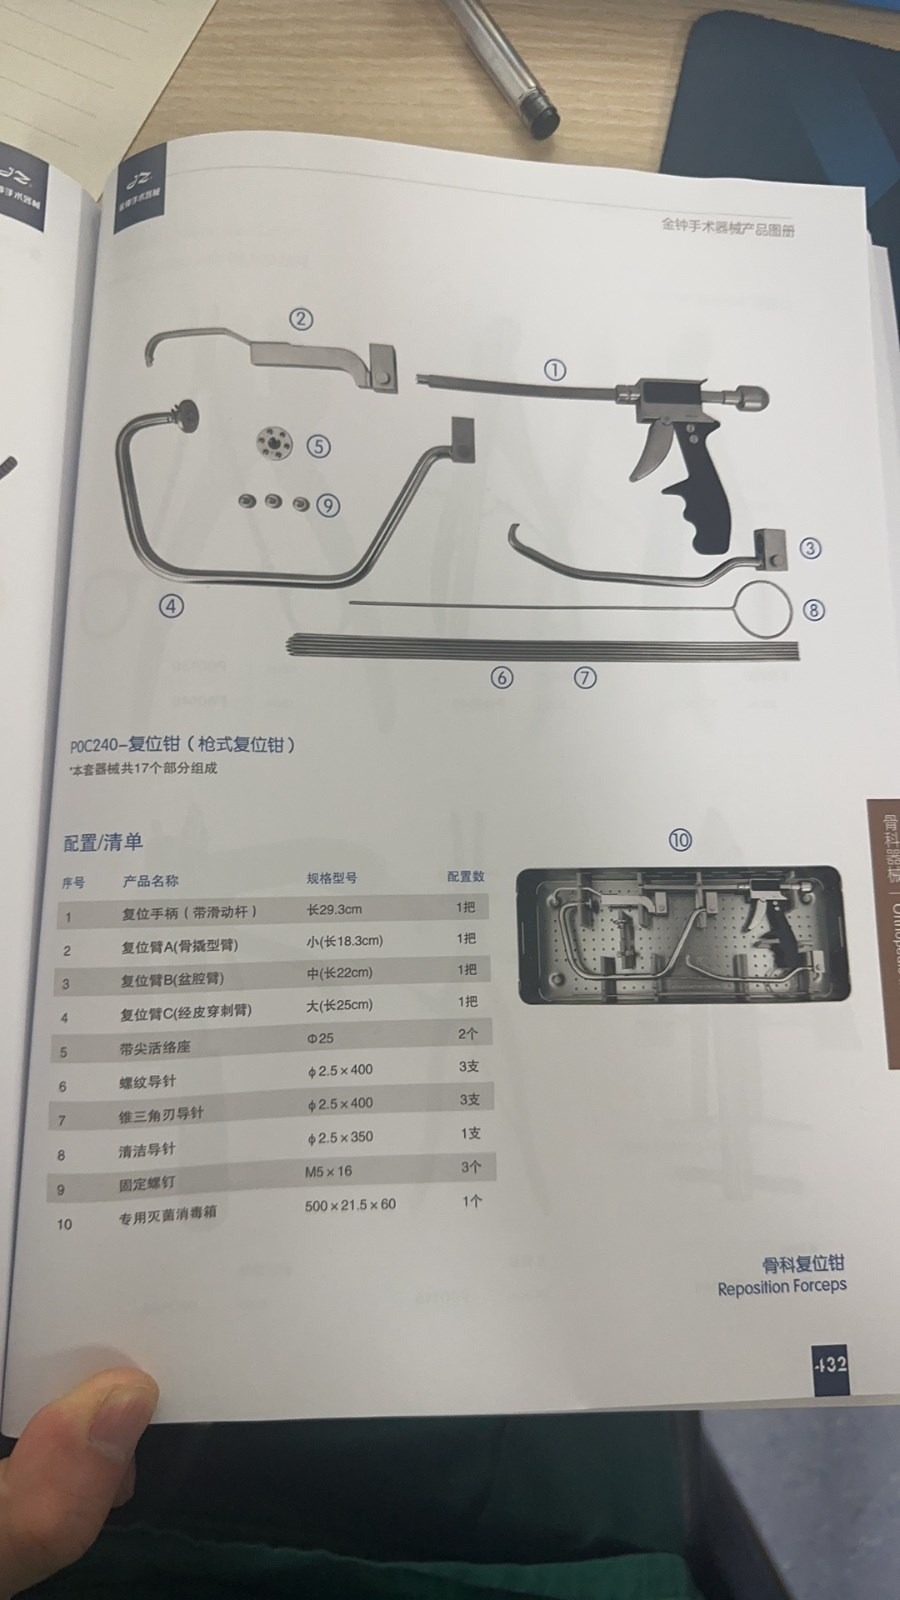 JZ
金钟手术器械产品图册
②
①
⑤
⑨
③
④
⑧
⑥
⑦
P0C240-复位钳（枪式复位钳）
*本套器械共17个部分组成
配置/清单
⑩
序号 产品名称 规格型号 配置数
1 复位手柄（带滑动杆） 长29.3cm 1把
2 复位臂A(骨撬型臂) 小(长18.3cm) 1把
3 复位臂B(盆腔臂) 中(长22cm) 1把
4 复位臂C(经皮穿刺臂) 大(长25cm) 1把
5 带尖活络座 Φ25 2个
6 螺纹导针 ϕ2.5×400 3支
7 锥三角刃导针 ϕ2.5×400 3支
8 清洁导针 ϕ2.5×350 1支
9 固定螺钉 M5×16 3个
10 专用灭菌消毒箱 500×21.5×60 1个
骨科器械
骨科复位钳
Reposition Forceps
432